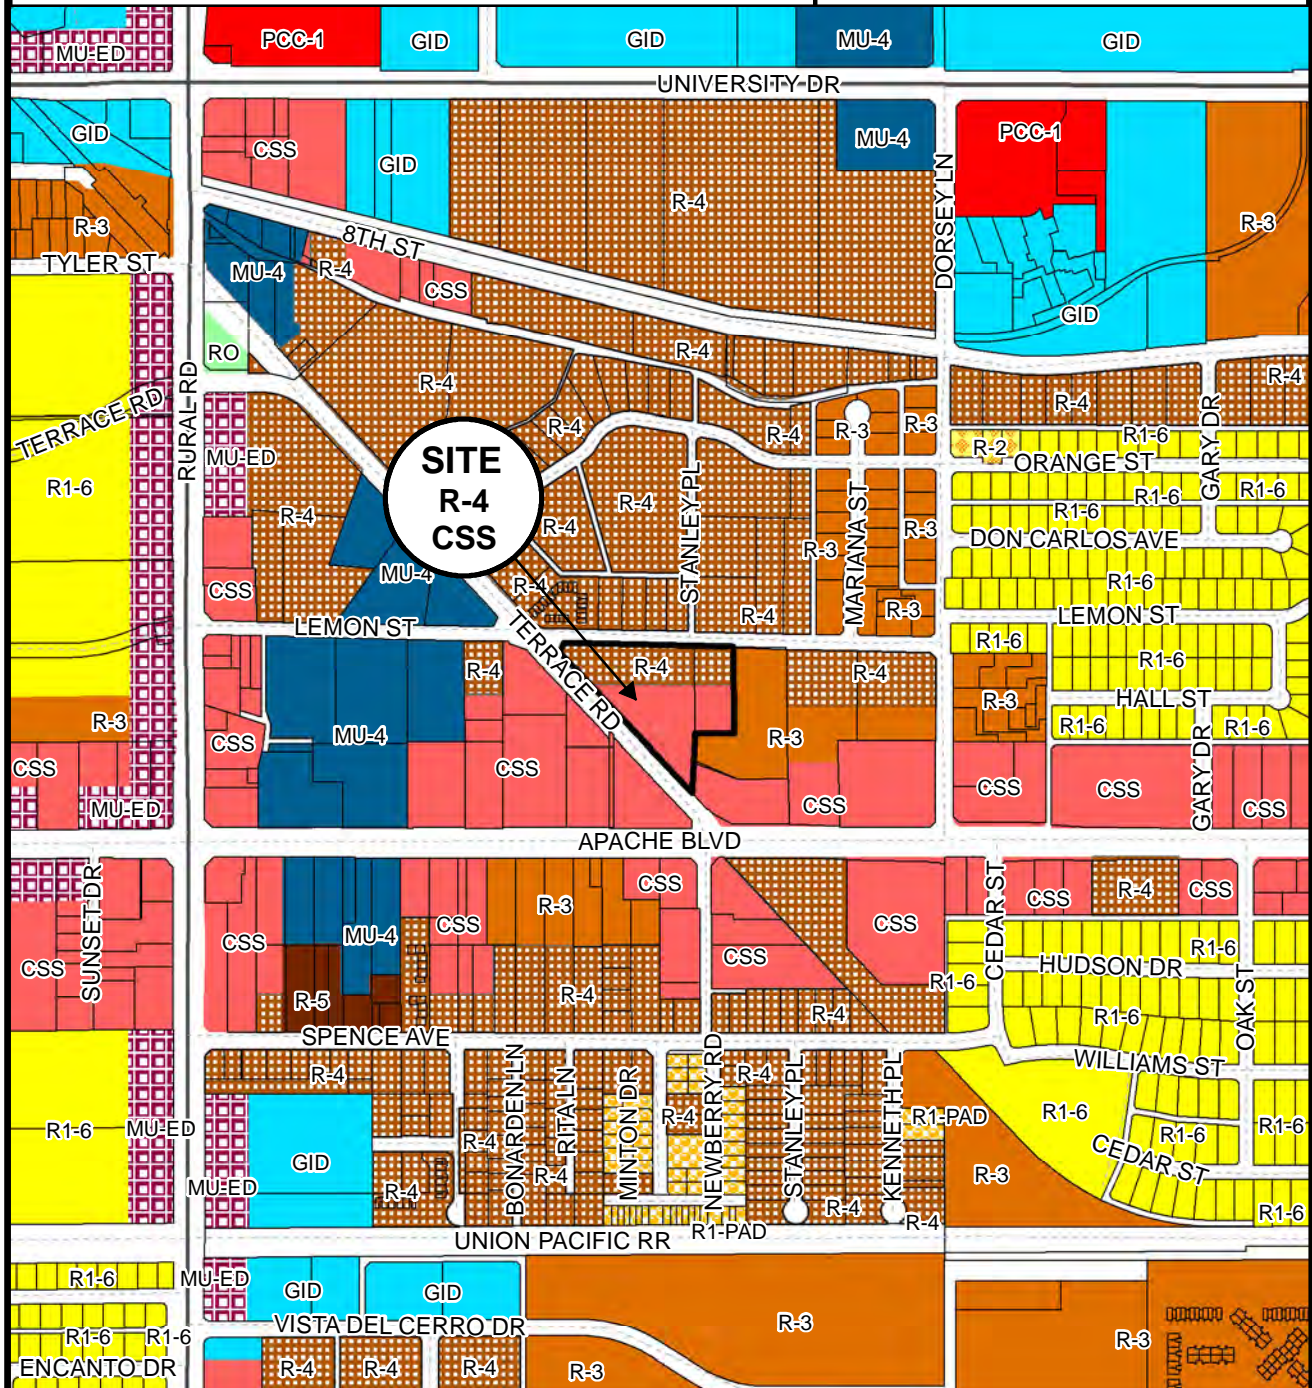 MU-ED
PCC-1
GID
GID
MU-4
GID
UNIVERSITY DR
GID
CSS
GID
R-4
MU-4
PCC-1
R-3
R-3
TYLER ST
MU-4
8TH ST
R-4
CSS
DORSEY LN
GID
RO
R-4
R-4
R-4
R-4
TERRACE RD
RURAL RD
MU-ED
R1-6
SITE
R-4
CSS
R-4
R-4
R-3
R-3
R-2
R1-6
ORANGE ST
GARY DR
R-4
R-4
R-4
STANLEY PL
R-3
MARIANA ST
R-3
R1-6
R1-6
R1-6
DON CARLOS AVE
CSS
MU-4
R-4
R-4
R-3
R1-6
LEMON ST
LEMON ST
TERRACE RD
R-4
R-4
R-4
R1-6
R1-6
R-3
HALL ST
R-3
CSS
MU-4
CSS
R-3
R1-6
GARY DR
R1-6
CSS
MU-ED
CSS
CSS
CSS
CSS
APACHE BLVD
SUNSET DR
CSS
CSS
MU-4
CSS
R-3
CSS
CSS
CSS
CEDAR ST
CSS
R-4
CSS
R1-6
R1-6
HUDSON DR
OAK ST
R-5
R-4
R-4
R1-6
SPENCE AVE
WILLIAMS ST
R-4
BONARDEN LN
RITA LN
MINTON DR
NEWBERRY RD
R-4
STANLEY PL
KENNETH PL
R-4
R1-PAD
R1-6
R1-6
R1-6
R1-6
MU-ED
GID
R-4
R-4
CEDAR ST
MU-ED
R-4
R-3
R-4
R-4
R1-6
R1-PAD
UNION PACIFIC RR
R1-6
MU-ED
GID
GID
R-3
R-3
R1-6
R1-6
VISTA DEL CERRO DR
ENCANTO DR
R-4
R-4
R-4
R-3